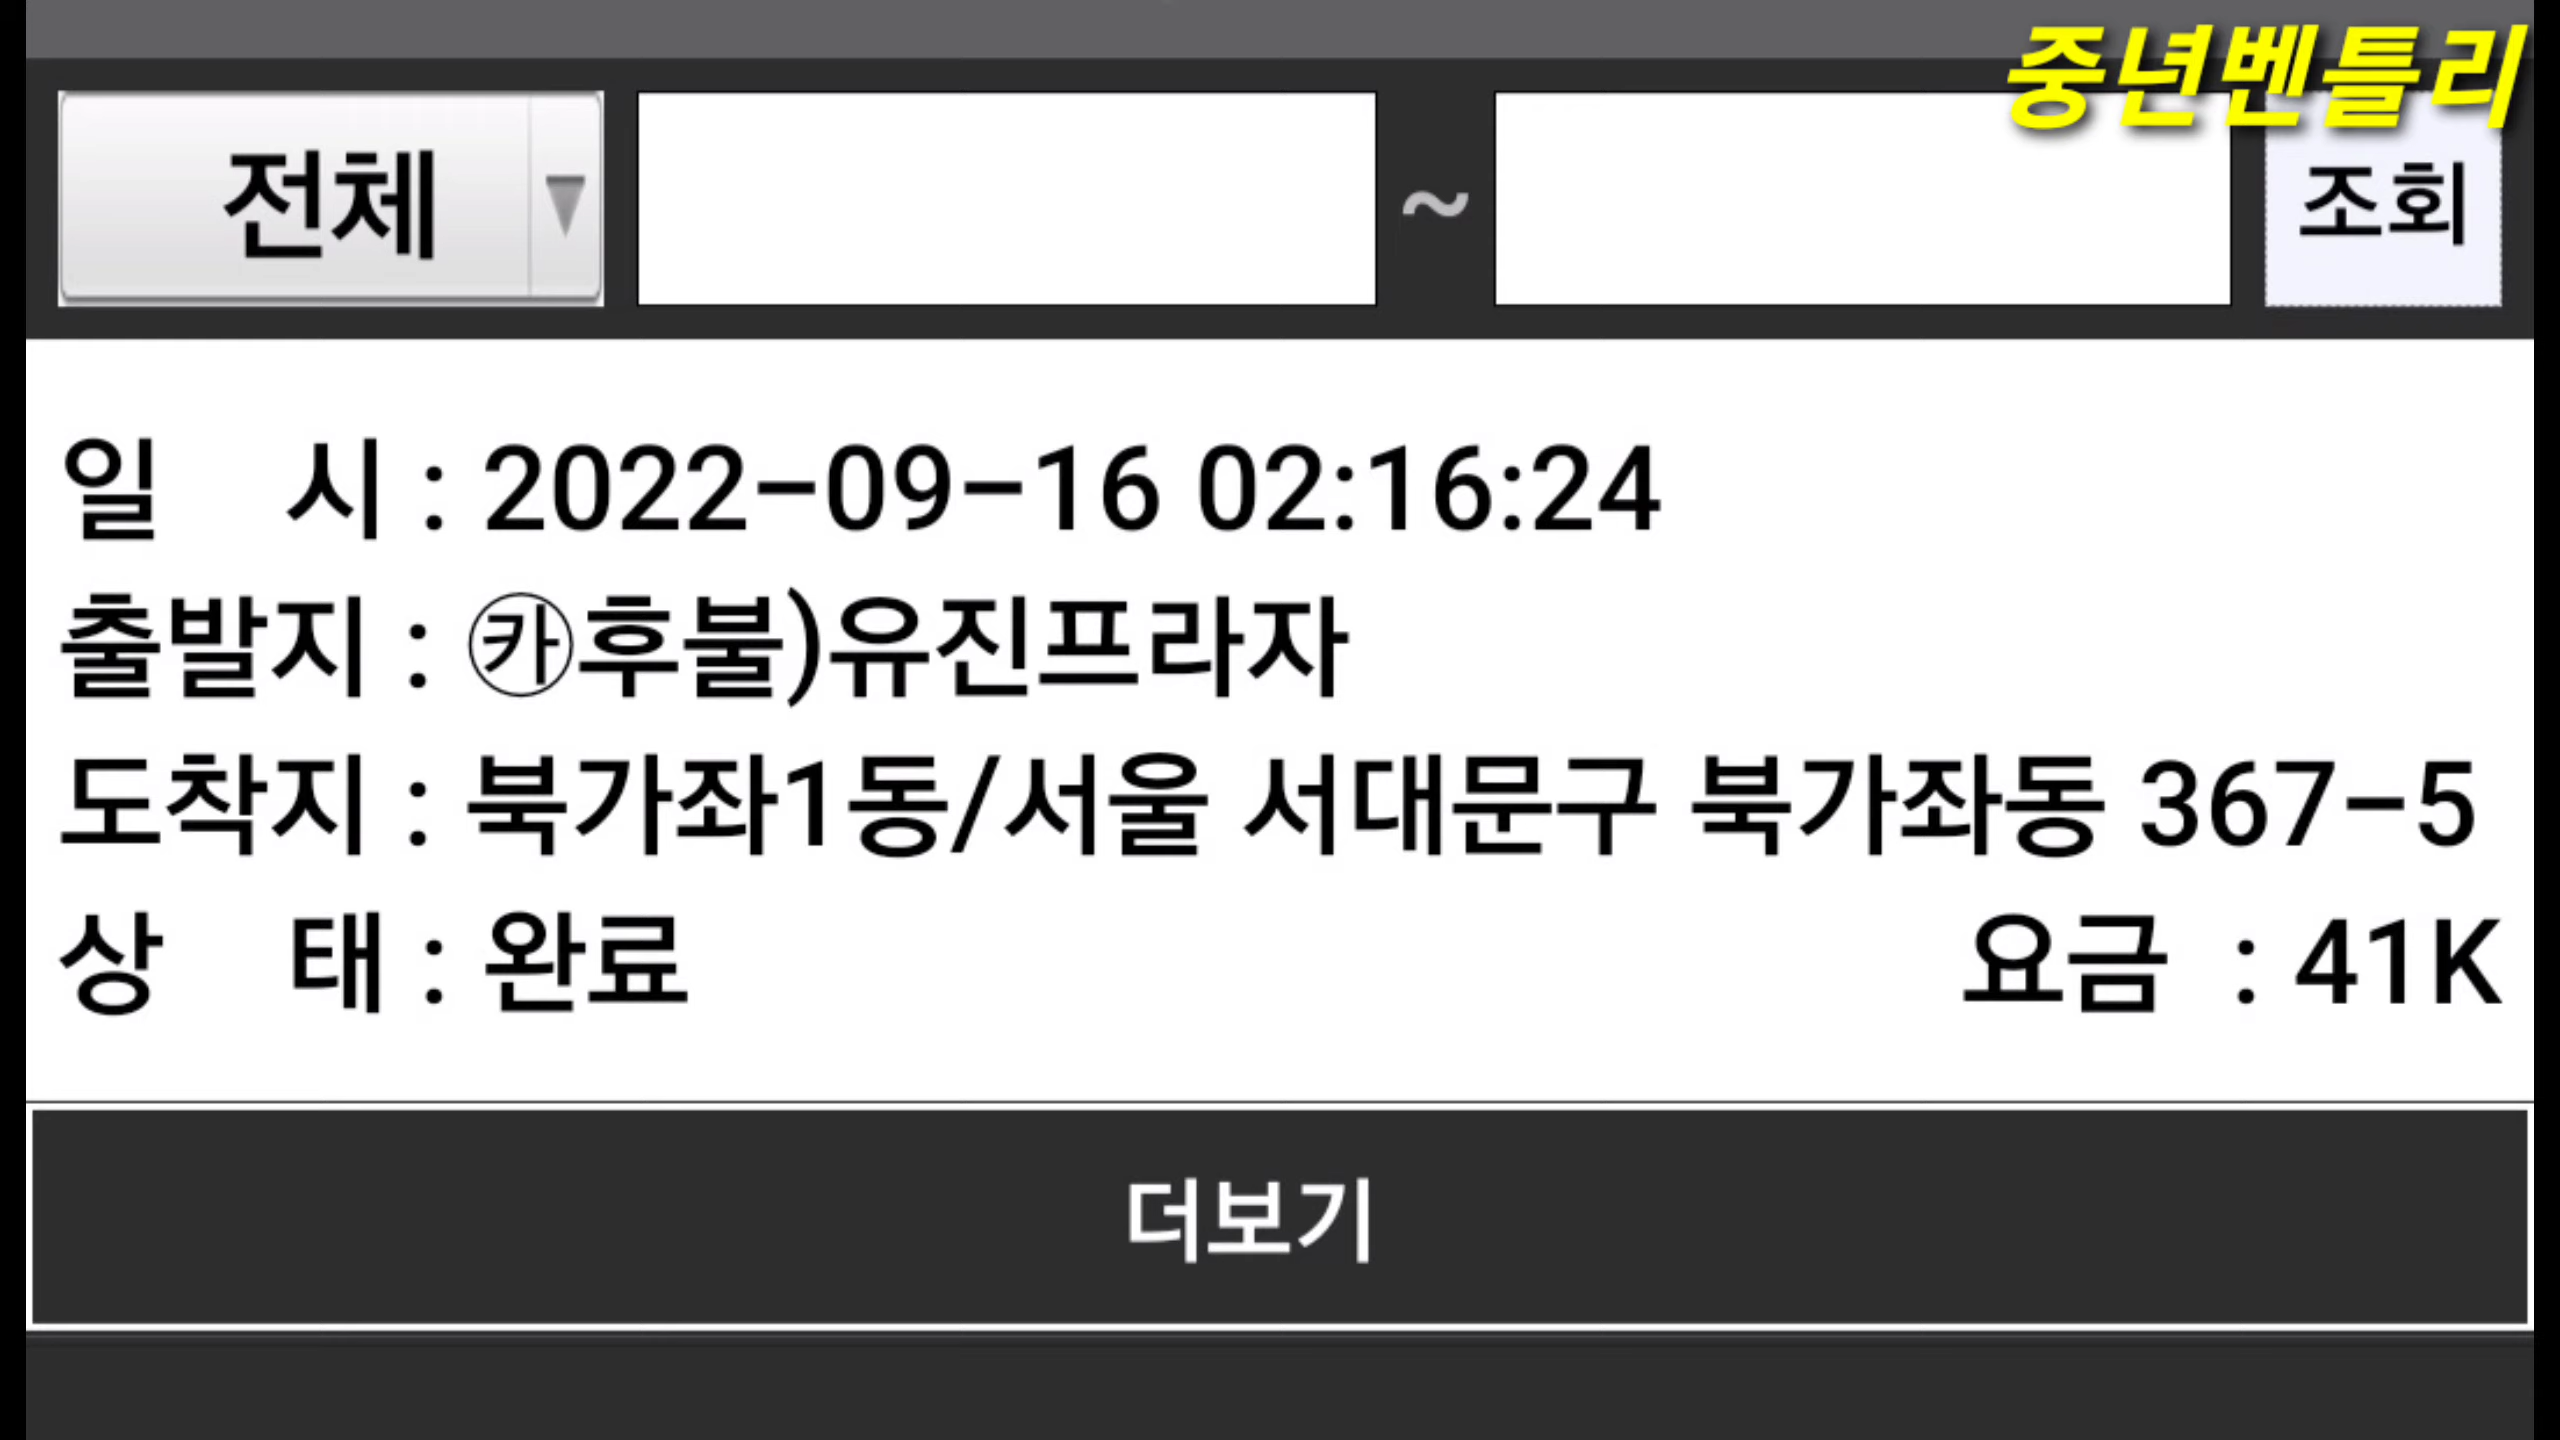 중년벤틀리
전체 ~ 조회
일 시 : 2022-09-16 02:16:24
출발지 : ㉸후불)유진프라자
도착지 : 북가좌1동/서울 서대문구 북가좌동 367-5
상 태 : 완료 요금 : 41K
더보기